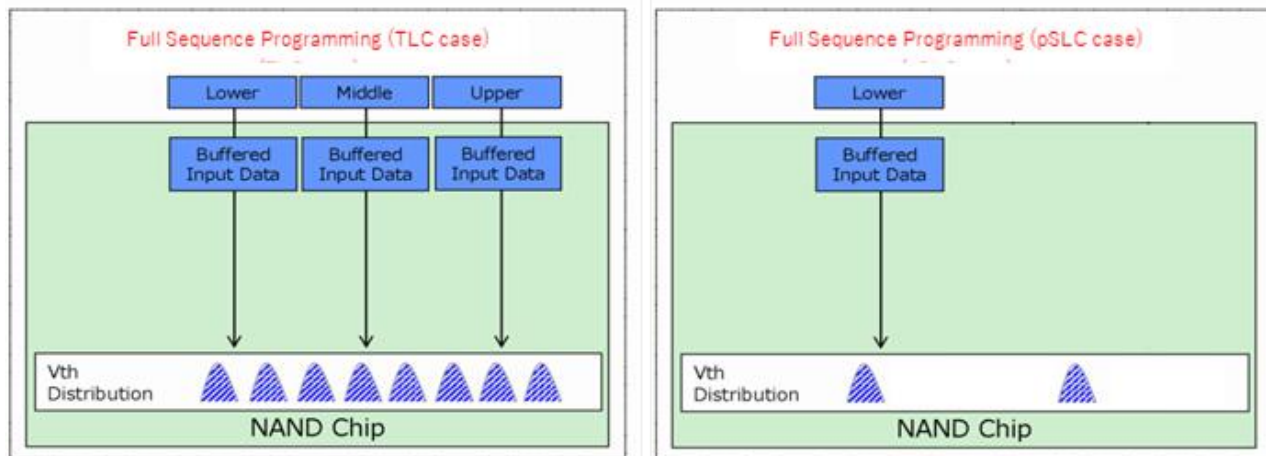 Full Sequence Programming (TLC case)
Lower
Middle
Upper
Buffered
Input Data
Buffered
Input Data
Buffered
Input Data
Vth
Distribution
NAND Chip
Full Sequence Programming (pSLC case)
Lower
Buffered
Input Data
Vth
Distribution
NAND Chip